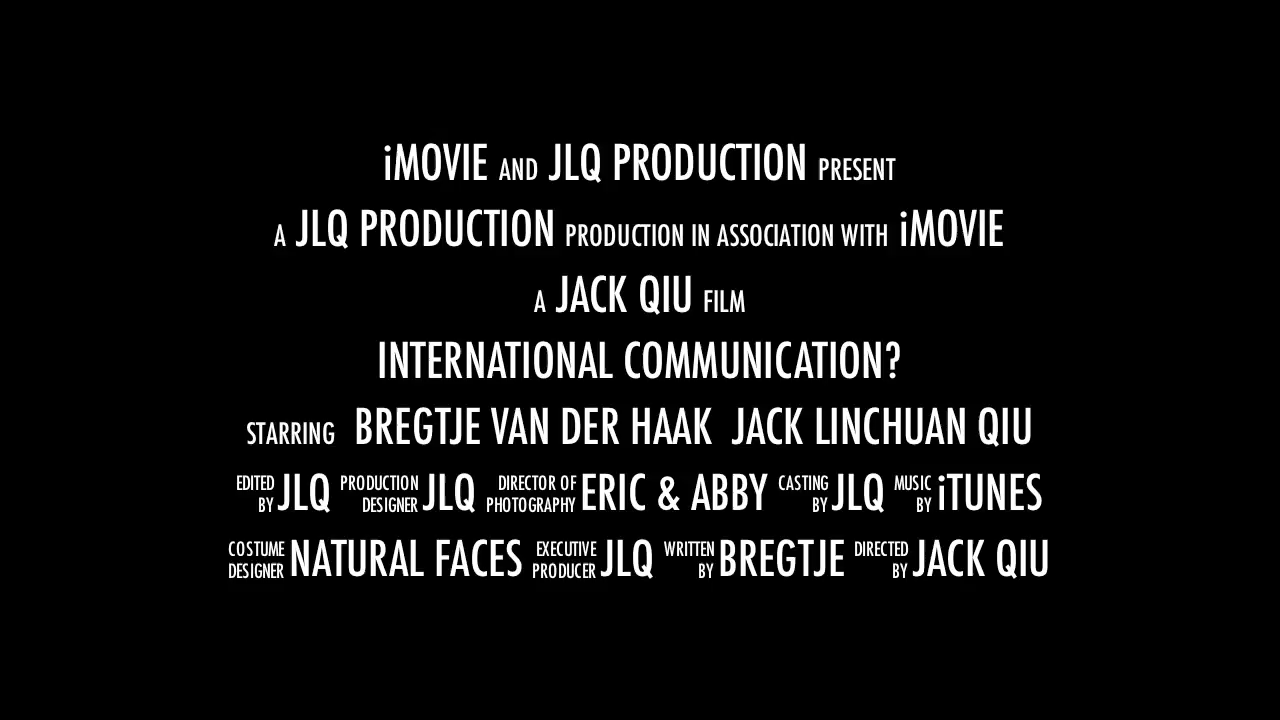 iMOVIE AND JLQ PRODUCTION PRESENT
A JLQ PRODUCTION PRODUCTION IN ASSOCIATION WITH iMOVIE
A JACK QIU FILM
INTERNATIONAL COMMUNICATION?
STARRING BREGTJE VAN DER HAAK JACK LINCHUAN QIU
EDITED BY JLQ PRODUCTION DESIGNER JLQ DIRECTOR OF PHOTOGRAPHY ERIC & ABBY CASTING BY JLQ MUSIC BY iTUNES
COSTUME DESIGNER NATURAL FACES EXECUTIVE PRODUCER JLQ WRITTEN BY BREGTJE DIRECTED BY JACK QIU